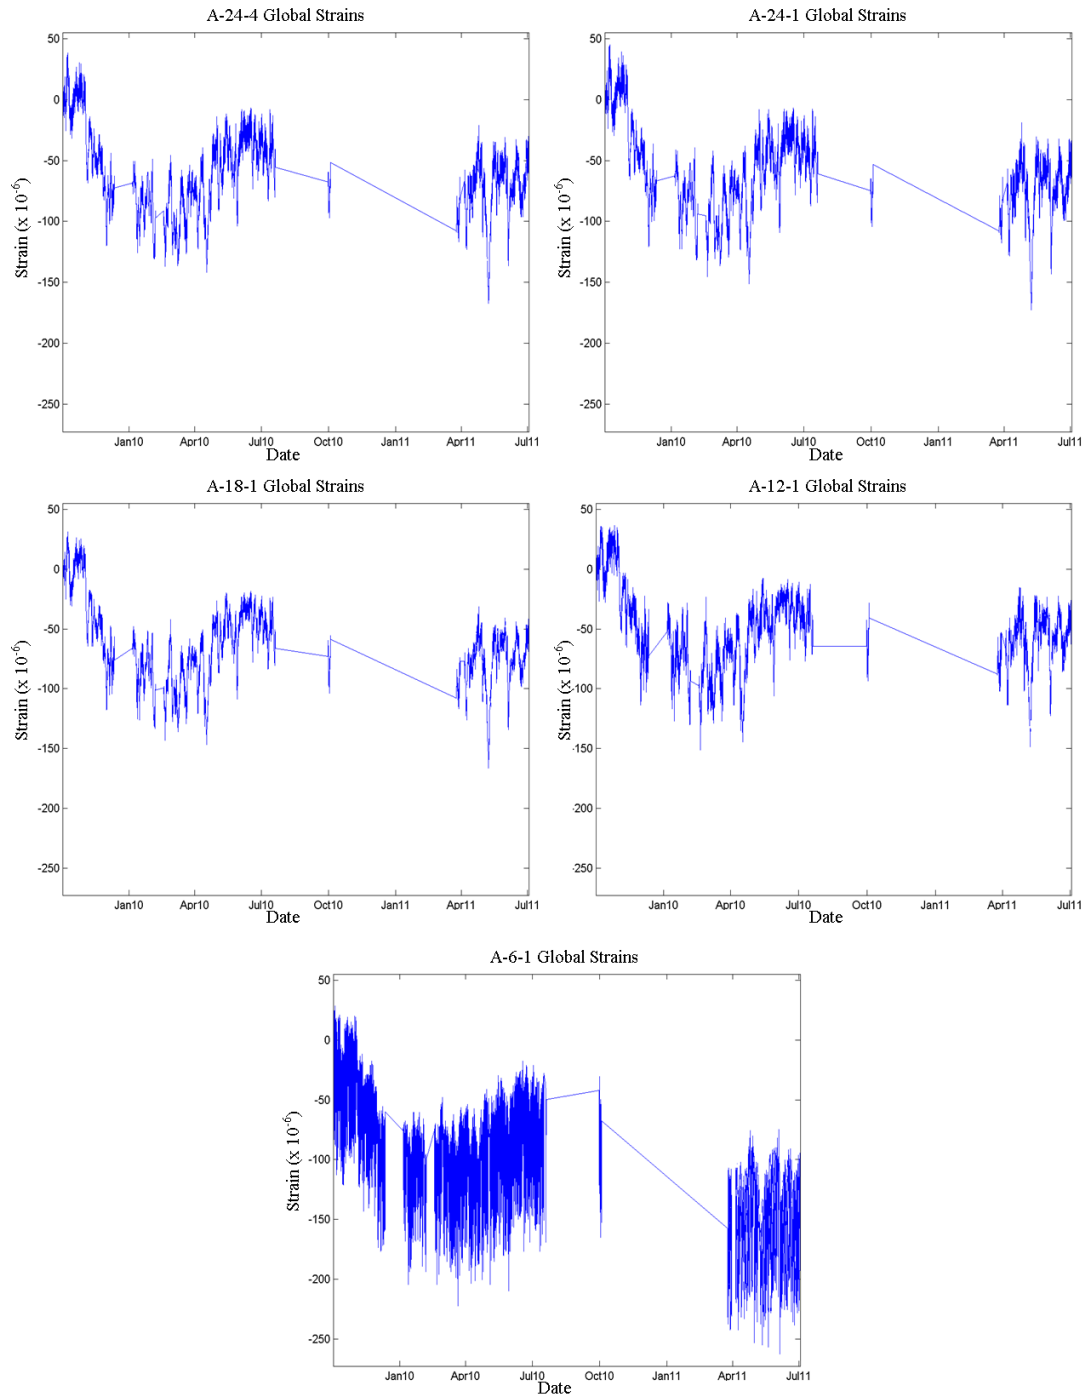 A-24-4 Global Strains
50
0
-50
-100
-150
-200
-250
Strain (x 10^-6)
Jan10 Apr10 Jul10 Oct10 Jan11 Apr11 Jul11
Date
A-24-1 Global Strains
50
0
-50
-100
-150
-200
-250
Strain (x 10^-6)
Jan10 Apr10 Jul10 Oct10 Jan11 Apr11 Jul11
Date
A-18-1 Global Strains
50
0
-50
-100
-150
-200
-250
Strain (x 10^-6)
Jan10 Apr10 Jul10 Oct10 Jan11 Apr11 Jul11
Date
A-12-1 Global Strains
50
0
-50
-100
-150
-200
-250
Strain (x 10^-6)
Jan10 Apr10 Jul10 Oct10 Jan11 Apr11 Jul11
Date
A-6-1 Global Strains
50
0
-50
-100
-150
-200
-250
Strain (x 10^-6)
Jan10 Apr10 Jul10 Oct10 Jan11 Apr11 Jul11
Date